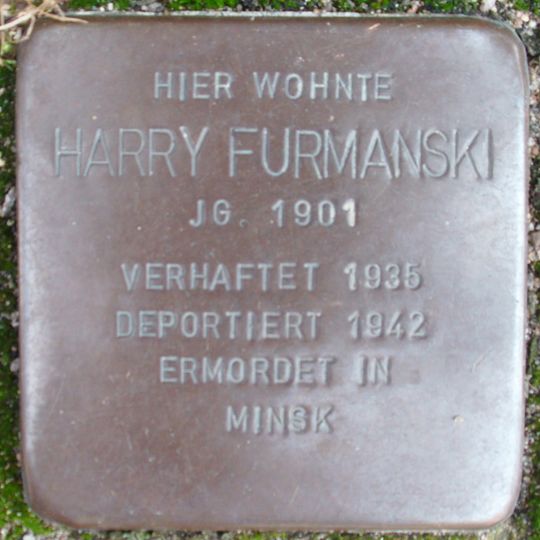 HIER WOHNTE
HARRY FURMANSKI
JG. 1901
VERHAFTET 1935
DEPORTIERT 1942
ERMORDET IN
MINSK